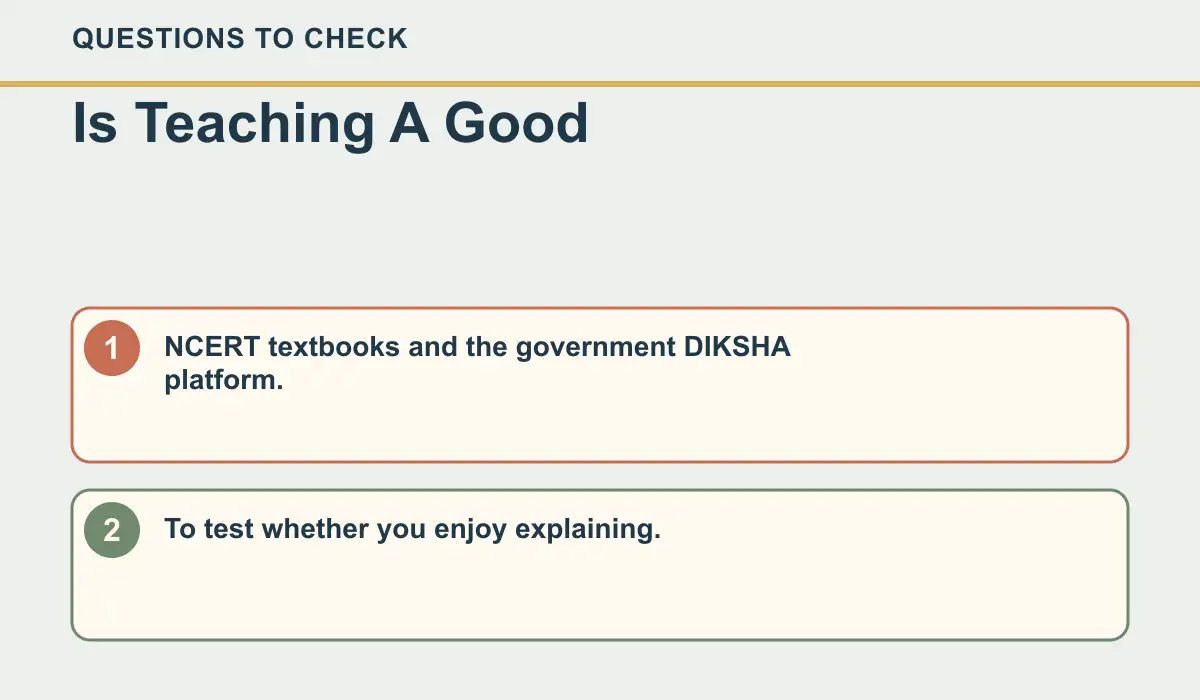 QUESTIONS TO CHECK
Is Teaching A Good
1
NCERT textbooks and the government DIKSHA
platform.
2
To test whether you enjoy explaining.